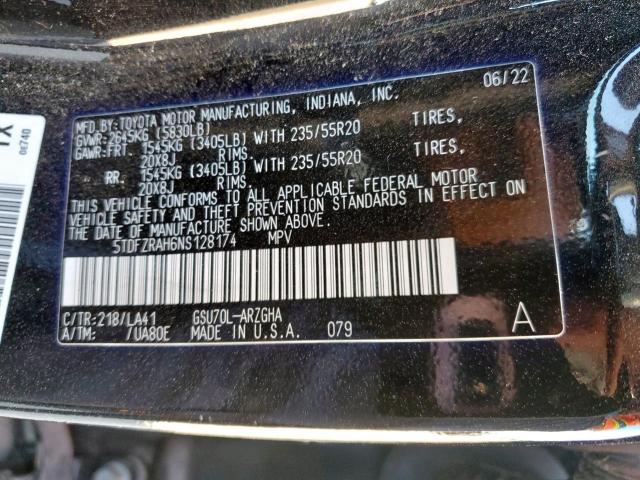 06/22
MFD.BY:TOYOTA MOTOR MANUFACTURING, INDIANA, INC.
GVWR:2645KG (5830LB)
GAWR:FRT. 1545KG (3405LB) WITH 235/55R20 TIRES,
20X8J RIMS.
RR. 1545KG (3405LB) WITH 235/55R20 TIRES,
20X8J RIMS.
THIS VEHICLE CONFORMS TO ALL APPLICABLE FEDERAL MOTOR
VEHICLE SAFETY AND THEFT PREVENTION STANDARDS IN EFFECT ON
THE DATE OF MANUFACTURE SHOWN ABOVE.
5TDFZRAH6NS128174 MPV
C/TR:218/LA41 GSU70L-ARZGHA
A/TM: /UA80E MADE IN U.S.A. 079 A